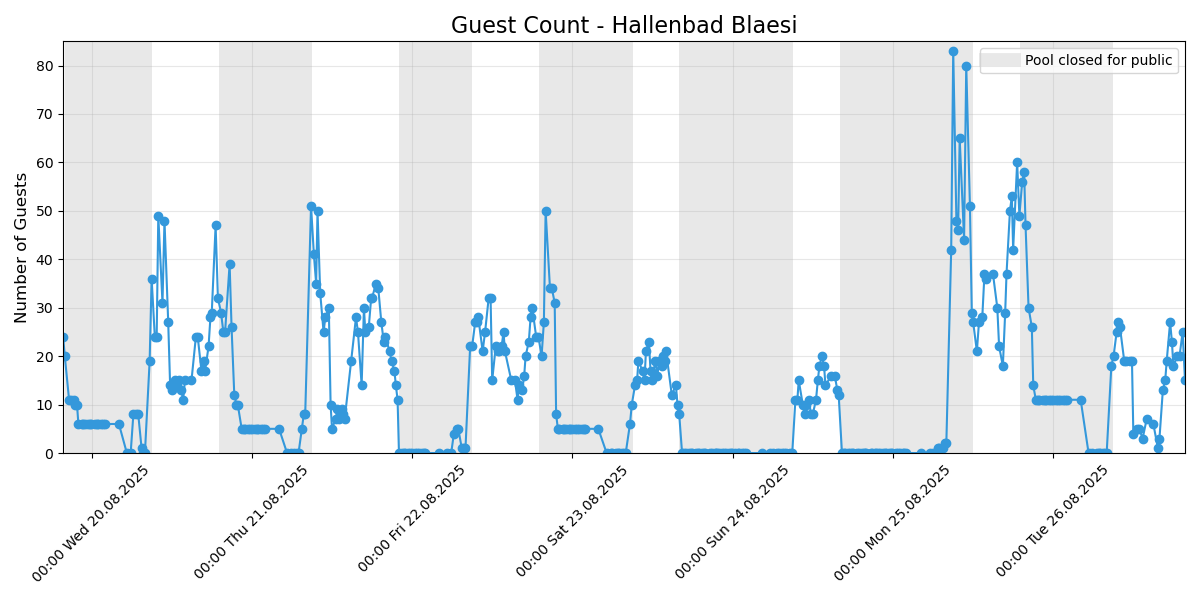 Guest Count - Hallenbad Blaesi
Pool closed for public
Number of Guests
80
70
60
50
40
30
20
10
0
00:00 Wed 20.08.2025
00:00 Thu 21.08.2025
00:00 Fri 22.08.2025
00:00 Sat 23.08.2025
00:00 Sun 24.08.2025
00:00 Mon 25.08.2025
00:00 Tue 26.08.2025